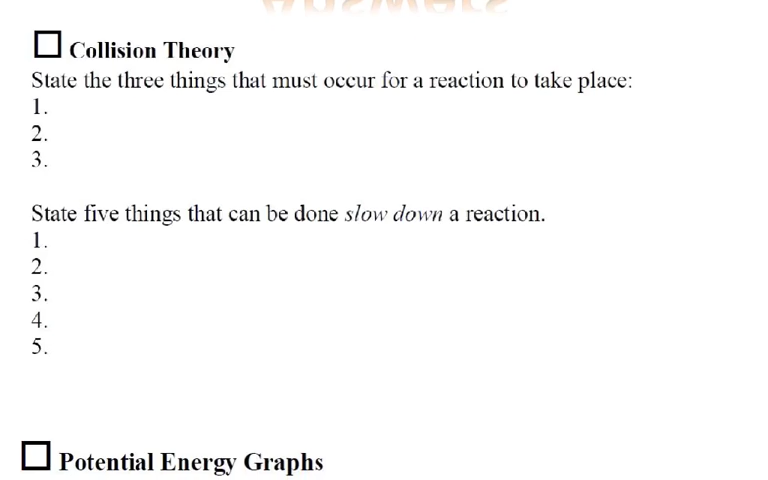 Collision Theory
State the three things that must occur for a reaction to take place:
1.
2.
3.
State five things that can be done slow down a reaction.
1.
2.
3.
4.
5.
Potential Energy Graphs